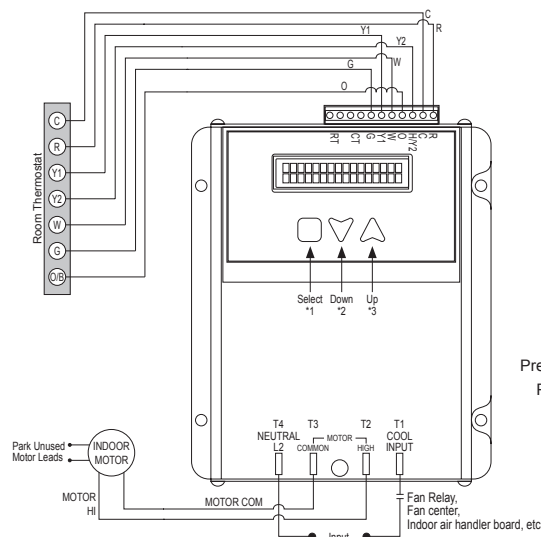 C
R
Y1
Y2
W
G
O
RT
CT
G
Y1
W
O
H/Y2
C
R
Room Thermostat
C
R
Y1
Y2
W
G
O/B
Select
*1
Down
*2
Up
*3
Pre
T4
NEUTRAL
L2
T3
COMMON
MOTOR
T2
HIGH
T1
COOL
INPUT
Park Unused
Motor Leads
INDOOR
MOTOR
MOTOR
HI
MOTOR COM
Fan Relay,
Fan center,
Indoor air handler board, etc
Input